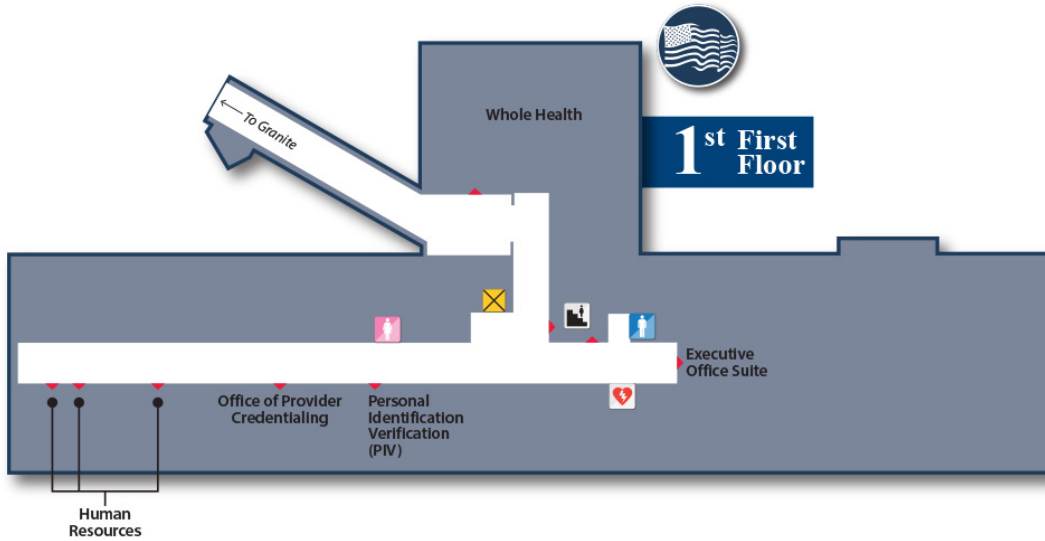 Whole Health
To Granite
1st First
Floor
Executive
Office Suite
Office of Provider
Credentialing
Personal
Identification
Verification
(PIV)
Human
Resources